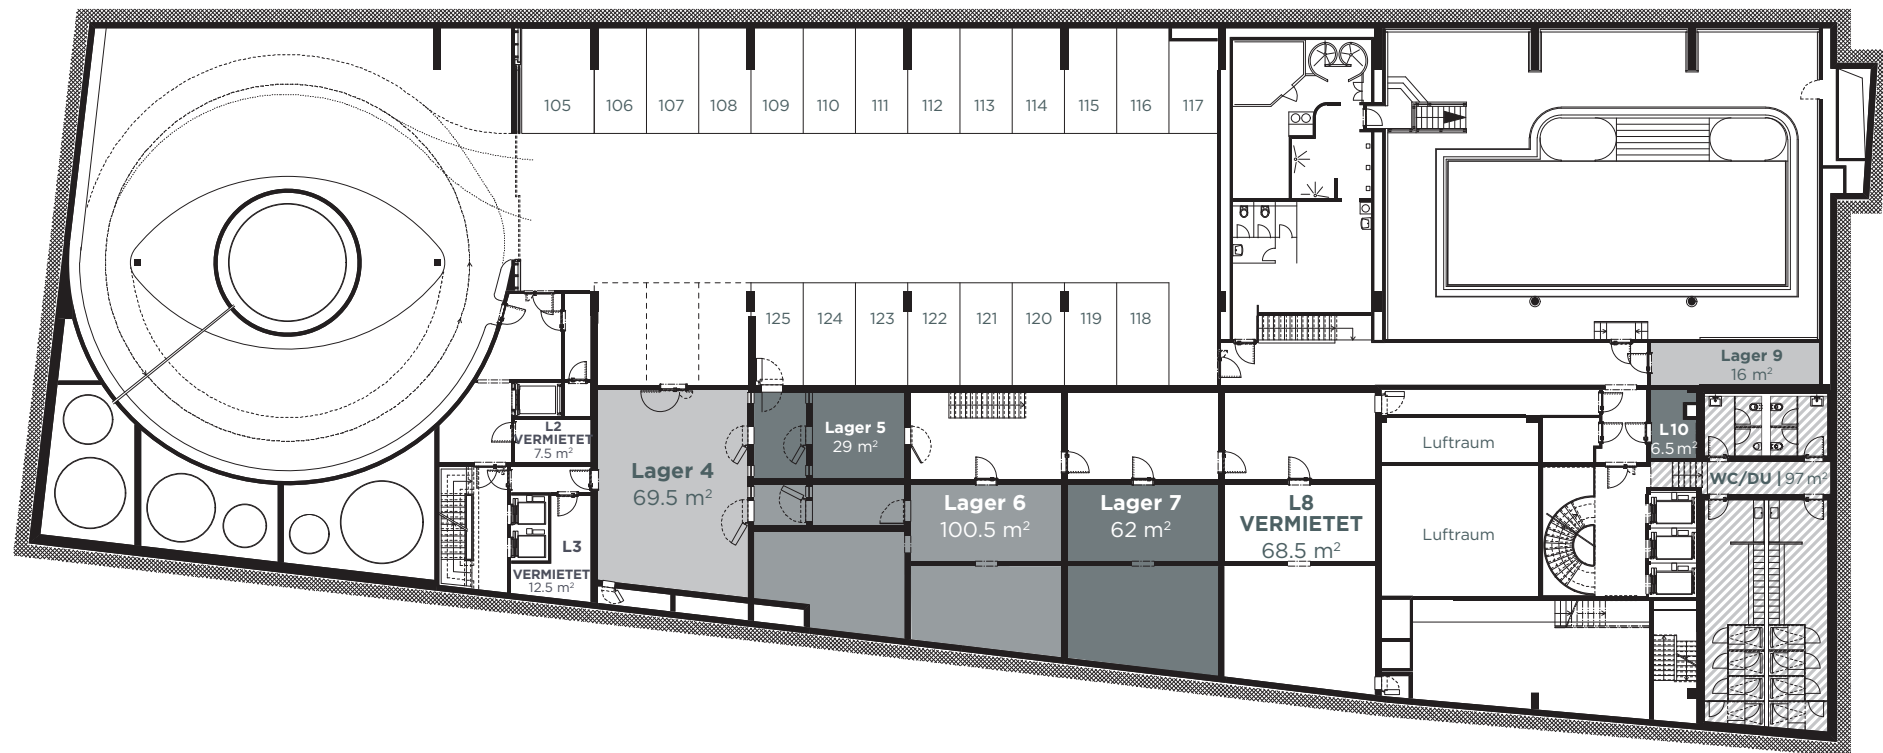 105 106 107 108 109 110 111 112 113 114 115 116 117
125 124 123 122 121 120 119 118
Lager 9
16 m²
L2
VERMIETET
7.5 m²
Lager 4
69.5 m²
Lager 5
29 m²
Luftraum
L10
6.5 m²
Lager 6
100.5 m²
Lager 7
62 m²
L8
VERMIETET
68.5 m²
WC/DU | 97 m²
Luftraum
L3
VERMIETET
12.5 m²